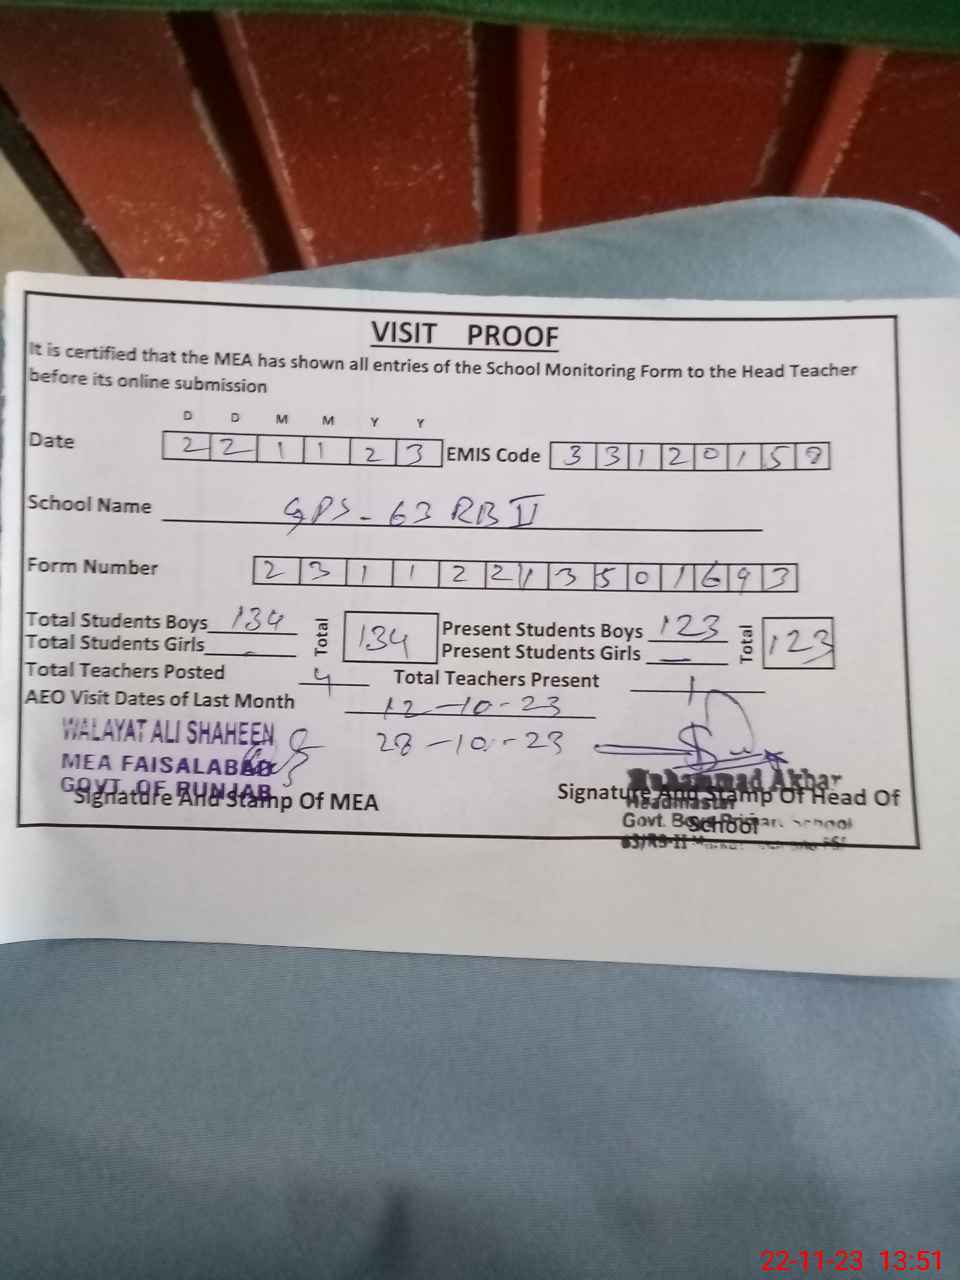 VISIT PROOF
It is certified that the MEA has shown all entries of the School Monitoring Form to the Head Teacher
before its online submission
D D M M Y Y
Date 2 2 1 1 2 3 EMIS Code 3 3 1 2 0 1 5
School Name GPS - 63 RB II
Form Number 2 3 1 1 2 2 1 3 5 0 1 6 9 3
Total Students Boys 134 Total 134 Present Students Boys 123 Total 123
Total Students Girls - Present Students Girls -
Total Teachers Posted 4 Total Teachers Present
AEO Visit Dates of Last Month 12-10-23
28-10-23
WALAYAT ALI SHAHEEN
MEA FAISALABAD
GOVT. OF PUNJAB
Signature And Stamp Of MEA
Signature And Stamp Of Head Of
School
Muhammad Akbar
Headmaster
Govt. Boys Primary School
63/RB-II
22-11-23 13:51